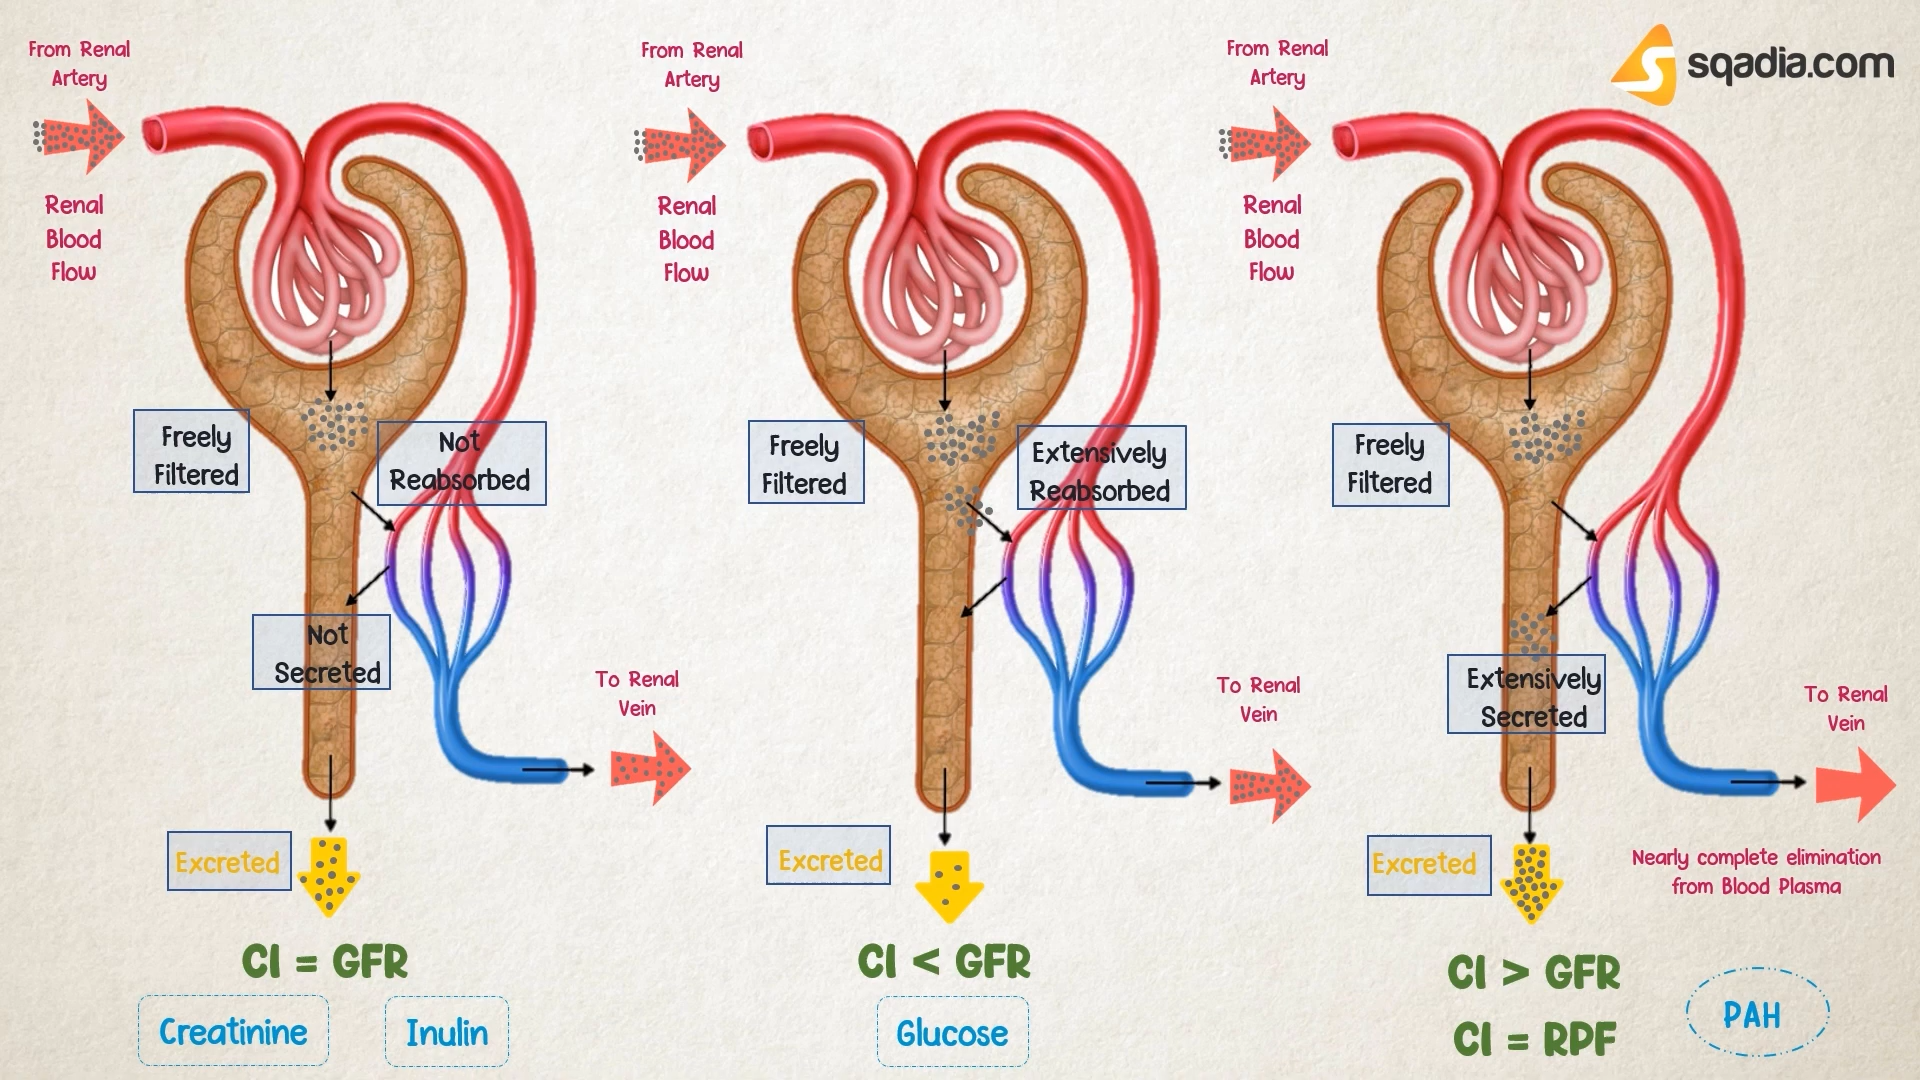 sqadia.com
From Renal
Artery
Renal
Blood
Flow
Freely
Filtered
Not
Reabsorbed
Not
Secreted
To Renal
Vein
Excreted
Cl = GFR
Creatinine
Inulin
From Renal
Artery
Renal
Blood
Flow
Freely
Filtered
Extensively
Reabsorbed
To Renal
Vein
Excreted
Cl < GFR
Glucose
From Renal
Artery
Renal
Blood
Flow
Freely
Filtered
Extensively
Secreted
To Renal
Vein
Nearly complete elimination
from Blood Plasma
Excreted
Cl > GFR
Cl = RPF
PAH